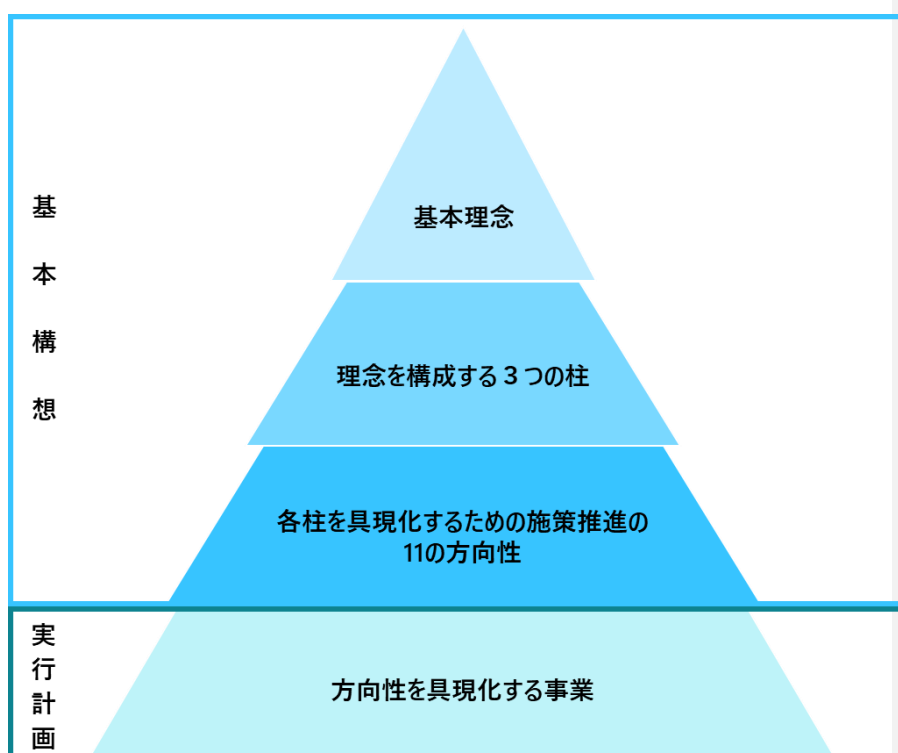 基本構想
基本理念
理念を構成する３つの柱
各柱を具現化するための施策推進の
11の方向性
実行計画
方向性を具現化する事業